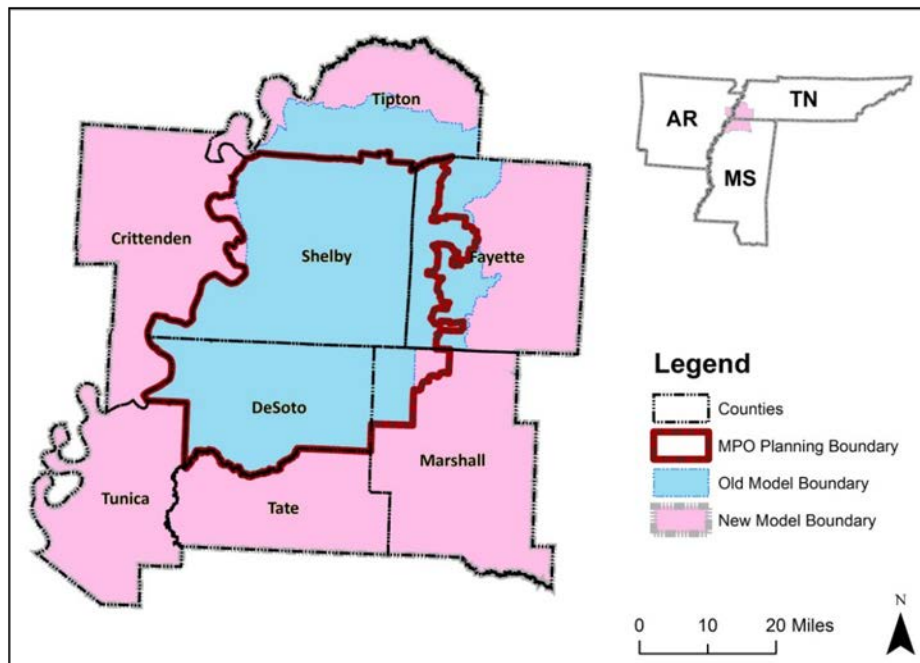 Tipton
AR
TN
MS
Crittenden
Shelby
Fayette
DeSoto
Marshall
Tunica
Tate
Legend
Counties
MPO Planning Boundary
Old Model Boundary
New Model Boundary
0 10 20 Miles
N